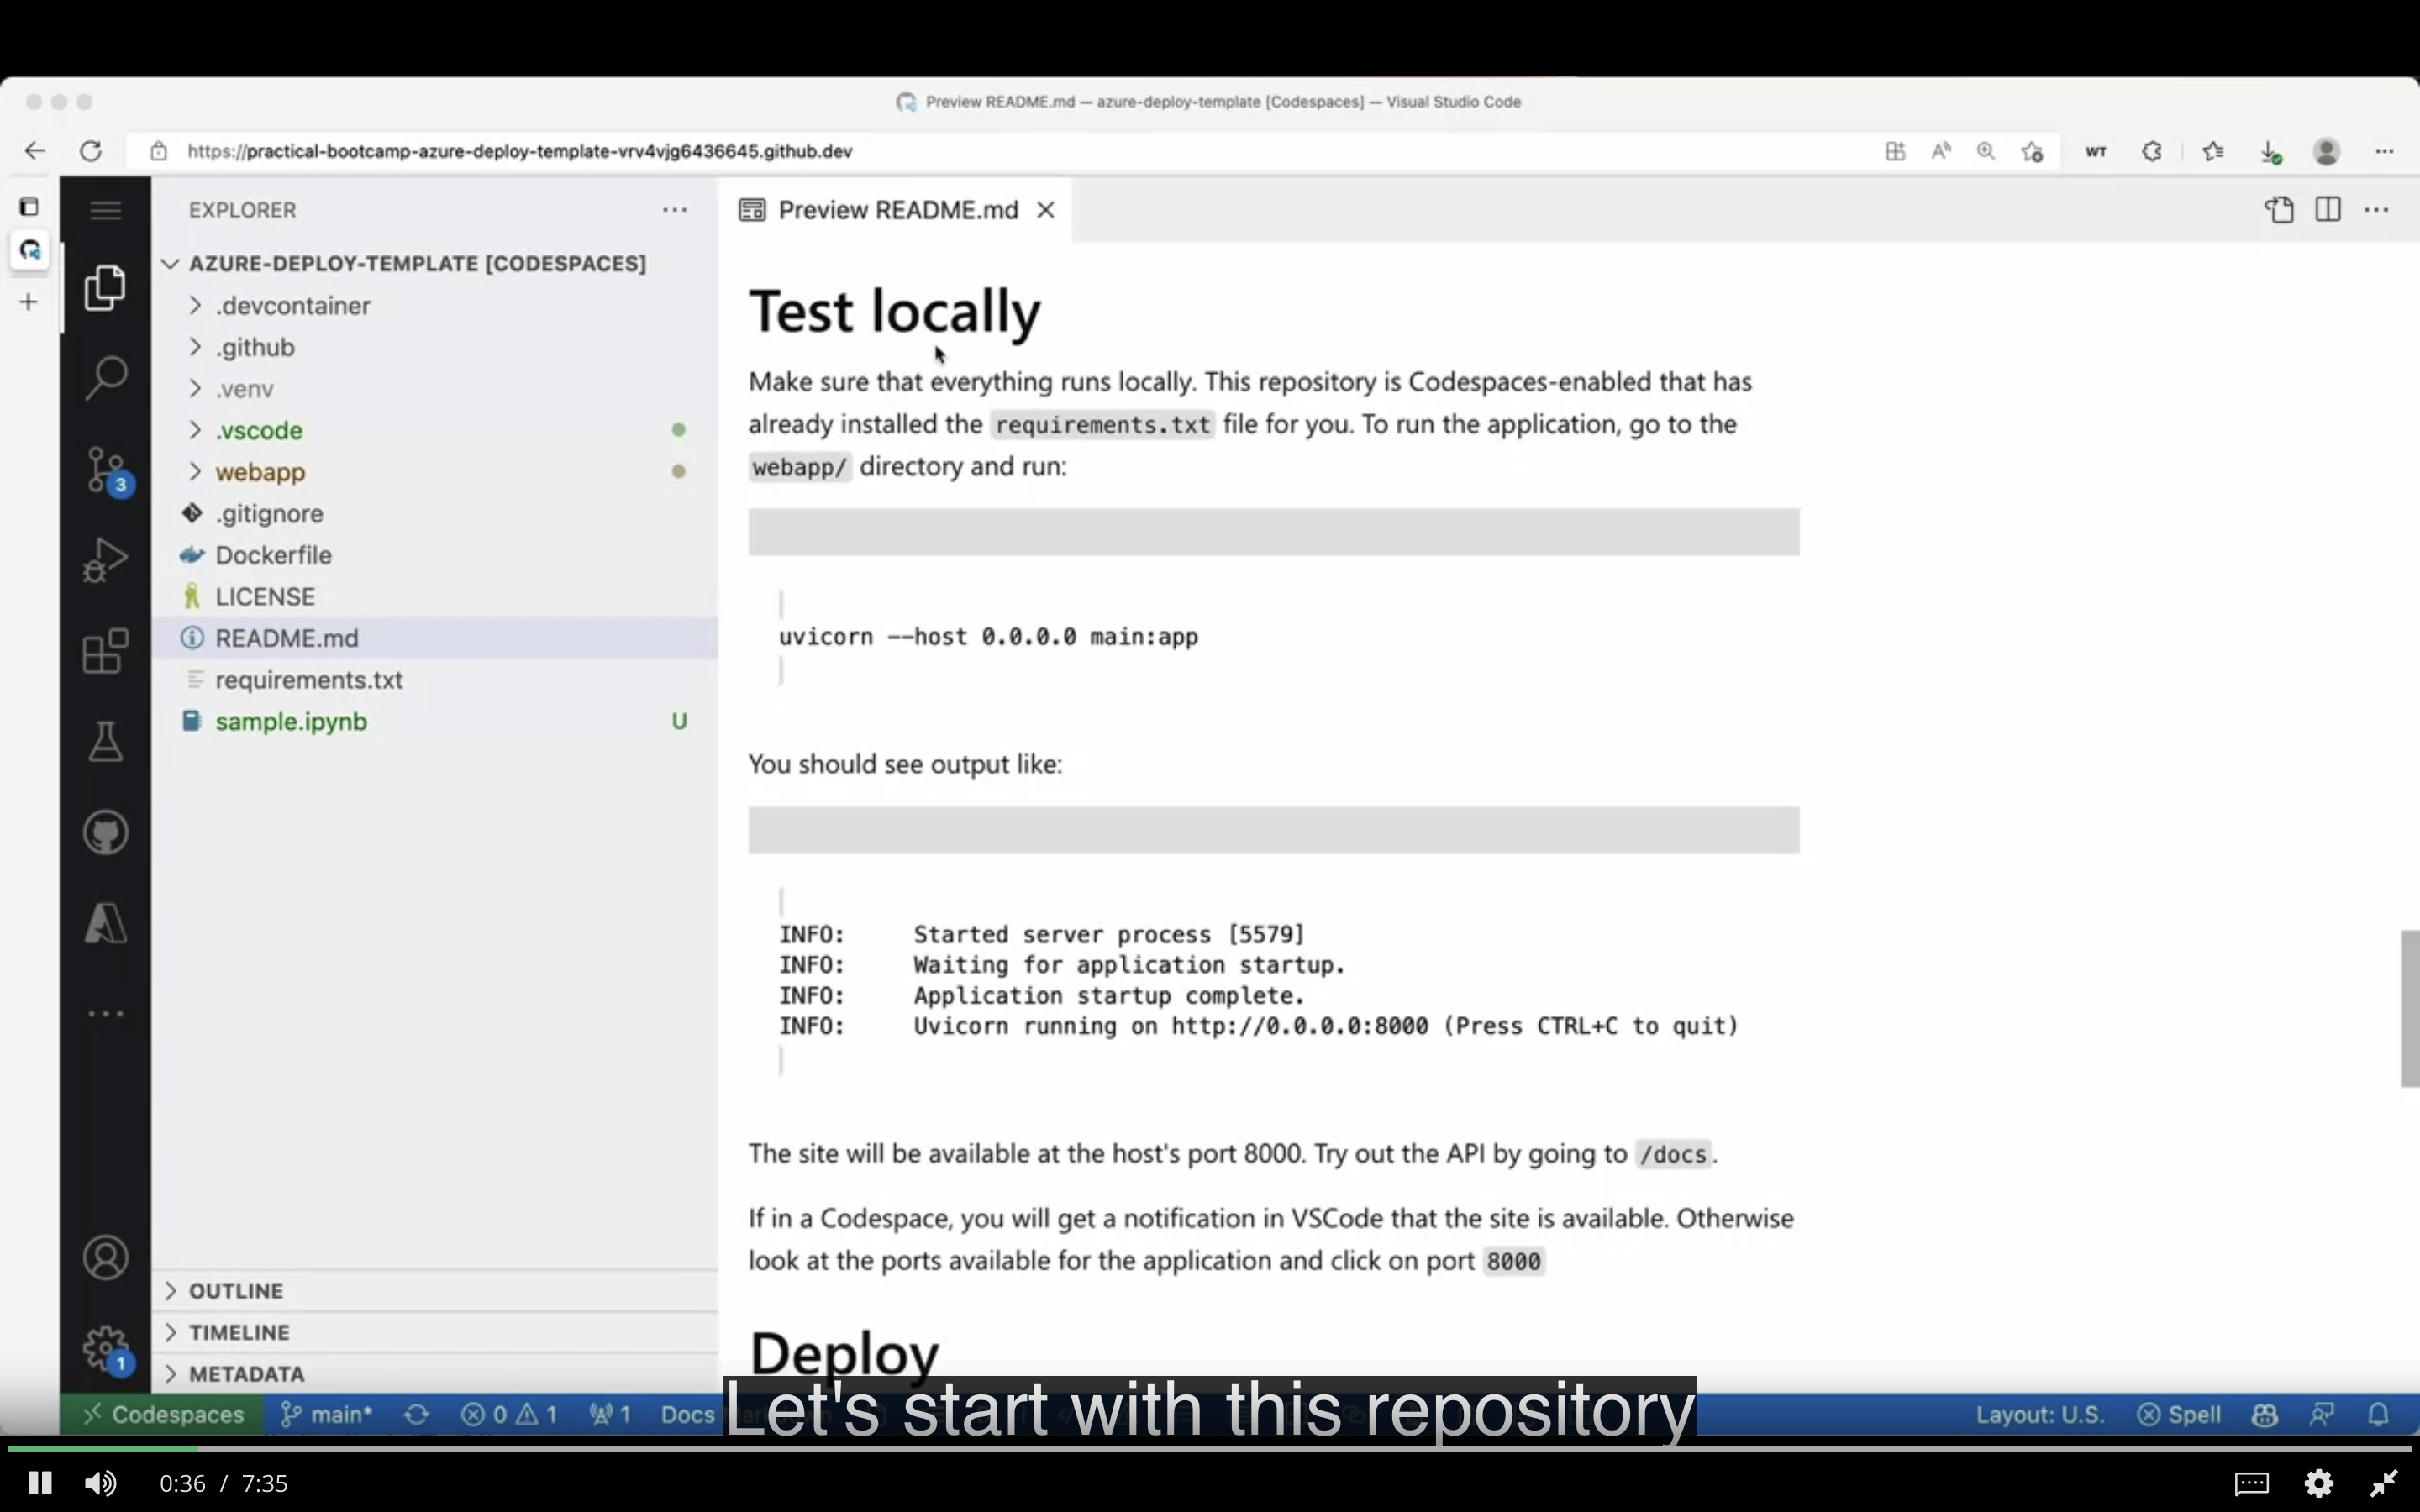 Preview README.md — azure-deploy-template [Codespaces] — Visual Studio Code
https://practical-bootcamp-azure-deploy-template-vrv4vjg6436645.github.dev
WT
EXPLORER
Preview README.md
AZURE-DEPLOY-TEMPLATE [CODESPACES]
.devcontainer
.github
.venv
.vscode
webapp
.gitignore
Dockerfile
LICENSE
README.md
requirements.txt
sample.ipynb U
3
Test locally
Make sure that everything runs locally. This repository is Codespaces-enabled that has
already installed the requirements.txt file for you. To run the application, go to the
webapp/ directory and run:
uvicorn --host 0.0.0.0 main:app
You should see output like:
INFO: Started server process [5579]
INFO: Waiting for application startup.
INFO: Application startup complete.
INFO: Uvicorn running on http://0.0.0.0:8000 (Press CTRL+C to quit)
The site will be available at the host's port 8000. Try out the API by going to /docs.
If in a Codespace, you will get a notification in VSCode that the site is available. Otherwise
look at the ports available for the application and click on port 8000
Deploy
OUTLINE
TIMELINE
METADATA
1
Codespaces main* 0 1 1 Docs Layout: U.S. Spell
Let's start with this repository
0:36 / 7:35